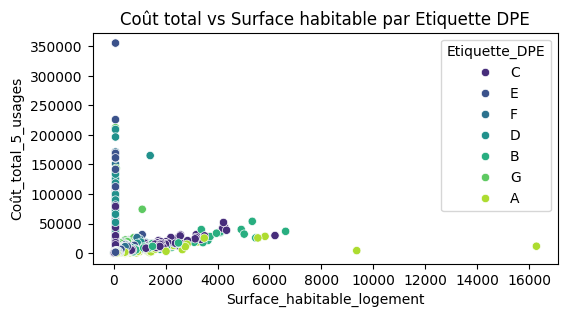 Coût total vs Surface habitable par Etiquette DPE
Coût_total_5_usages
350000
300000
250000
200000
150000
100000
50000
0
Etiquette_DPE
C
E
F
D
B
G
A
0
2000
4000
6000
8000
10000
12000
14000
16000
Surface_habitable_logement